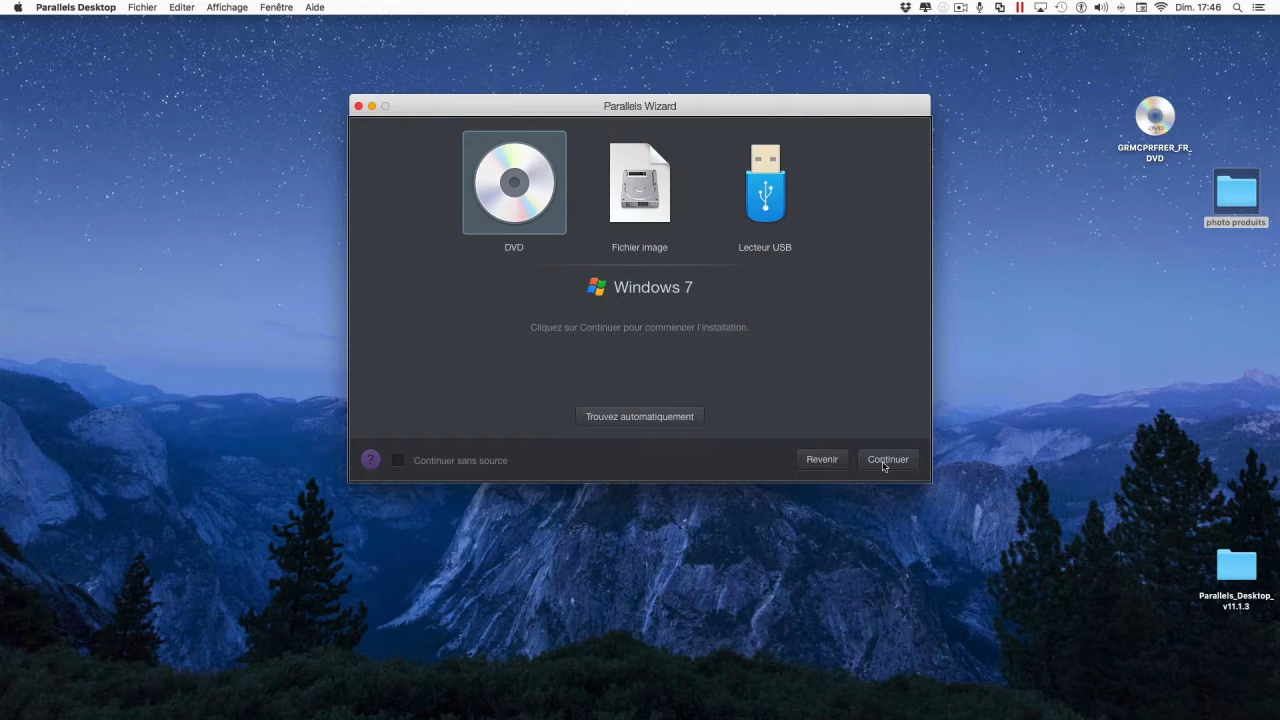 Parallels Desktop Fichier Editer Affichage Fenêtre Aide Dim. 17:46
Parallels Wizard
DVD Fichier image Lecteur USB
Windows 7
Cliquez sur Continuer pour commencer l'installation.
Trouvez automatiquement
? Continuer sans source Revenir Continuer
GRMCPRFRER_FR_
DVD
photo produits
Parallels_Desktop_
v11.1.3